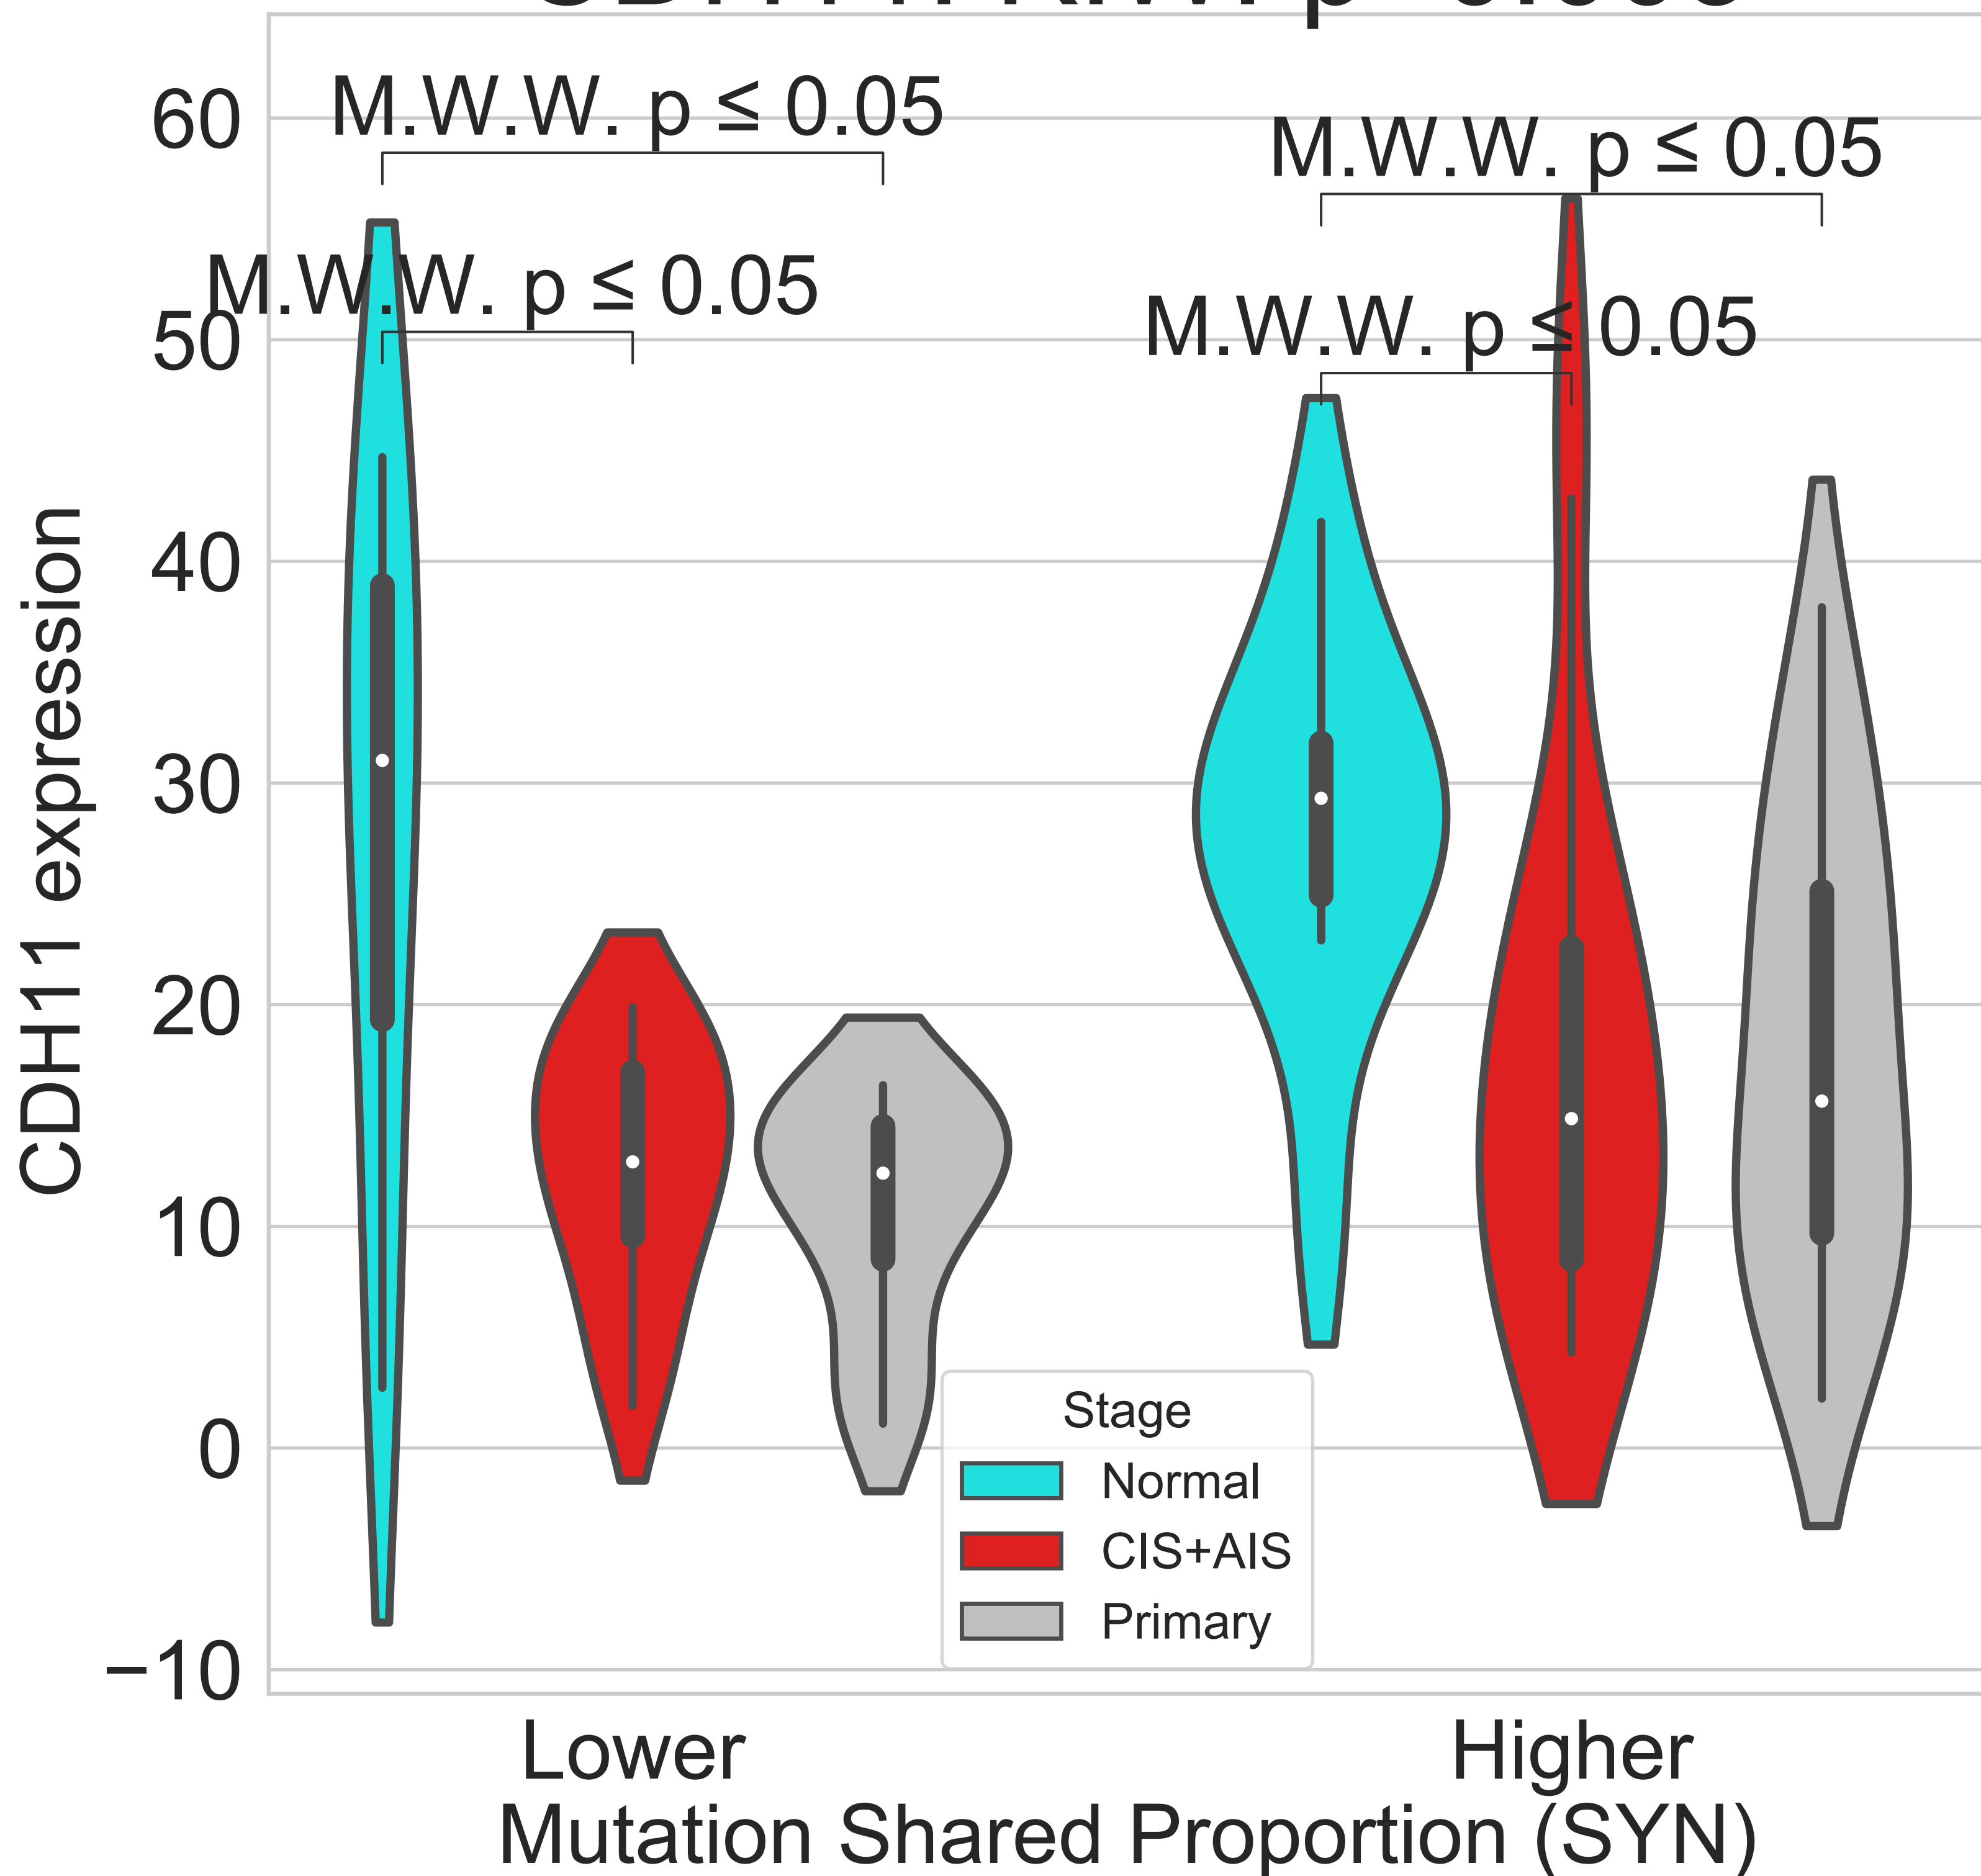 M.W.W. p ≤ 0.05
M.W.W. p ≤ 0.05
M.W.W. p ≤ 0.05
M.W.W. p ≤ 0.05
60
50
40
30
20
10
0
−10
CDH11 expression
Stage
Normal
CIS+AIS
Primary
Lower
Higher
Mutation Shared Proportion (SYN)